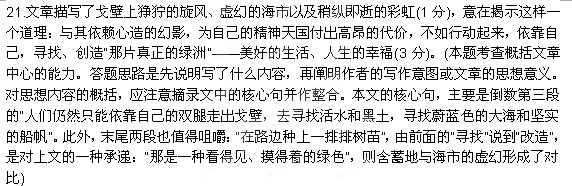 21.文章描写了戈壁上狰狞的旋风、虚幻的海市以及稍纵即逝的彩虹(1 分)，意在揭示这样一
个道理：与其依赖心造的幻影，为自己的精神天国付出高昂的代价，不如行动起来，依靠自
己，寻找、创造"那片真正的绿洲"——美好的生活、人生的幸福(3 分)。(本题考查概括文章
中心的能力。答题思路是先说明写了什么内容，再阐明作者的写作意图或文章的思想意义。
对思想内容的概括，应注意摘录文中的核心句并作整合。本文的核心句，主要是倒数第三段
的"人们仍然只能依靠自己的双腿走出戈壁，去寻找活水和黑土，寻找蔚蓝色的大海和坚实
的船帆"。此外，末尾两段也值得咀嚼："在路边种上一排排树苗"，由前面的"寻找"说到"改造"，
是对上文的一种承递："那是一种看得见、摸得着的绿色"，则含蓄地与海市的虚幻形成了对
比)